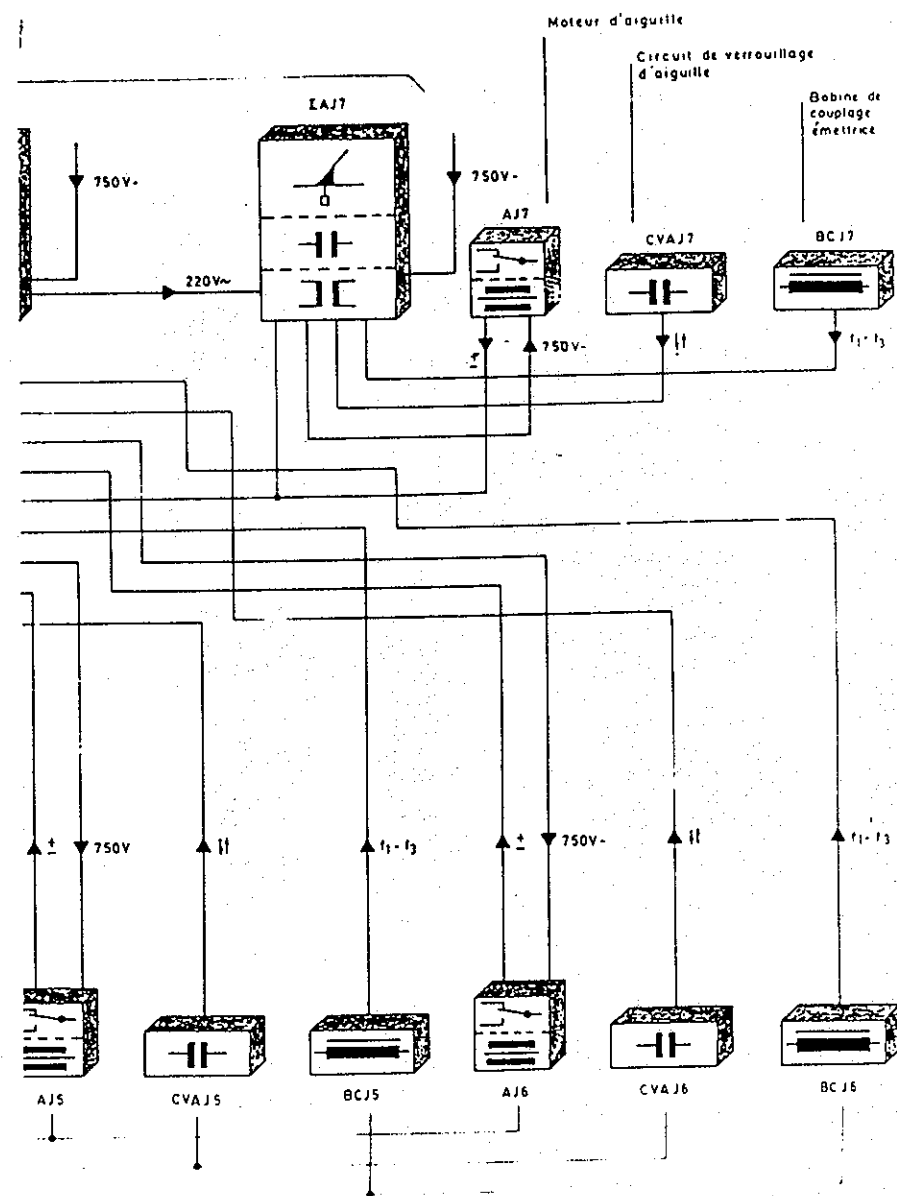 Moteur d'aiguille
Circuit de verrouillage
d'aiguille
Bobine de
couplage
émettrice
EAJ7
750V-
750V-
AJ7
CVAJ7
BCJ7
220V~
±
750V-
f1-f3
±
750V
f1-f3
±
750V-
f1-f3
AJ5
CVAJ5
BCJ5
AJ6
CVAJ6
BCJ6